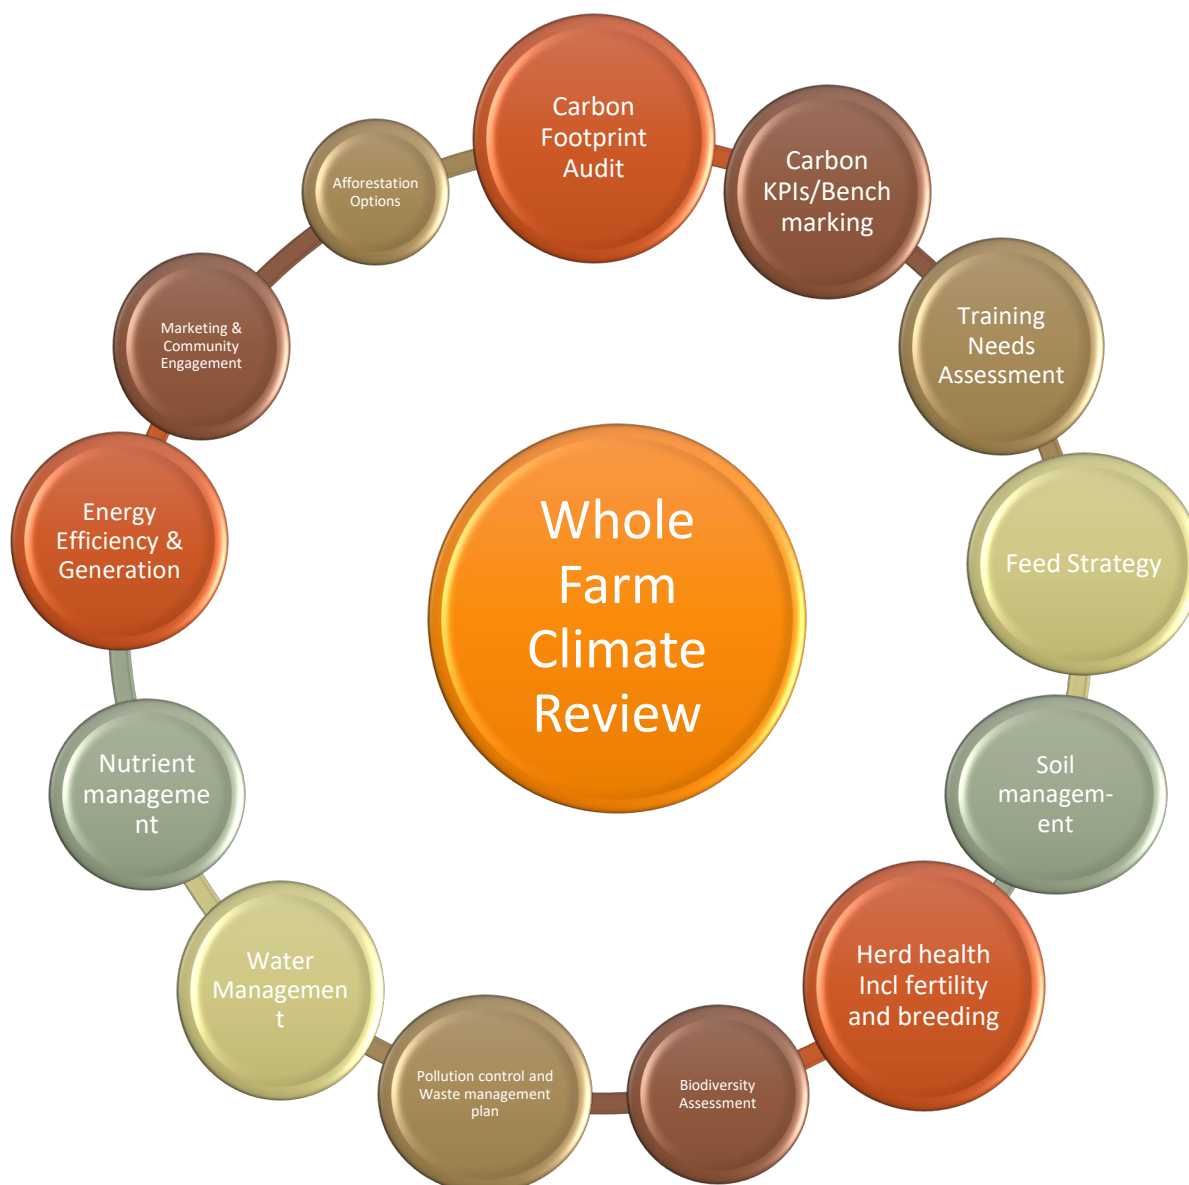 Carbon
Footprint
Audit
Carbon
KPIs/Bench
marking
Training
Needs
Assessment
Feed Strategy
Soil
managem-
ent
Herd health
Incl fertility
and breeding
Biodiversity
Assessment
Pollution control and
Waste management
plan
Water
Managemen
t
Nutrient
manageme
nt
Energy
Efficiency &
Generation
Marketing &
Community
Engagement
Afforestation
Options
Whole
Farm
Climate
Review